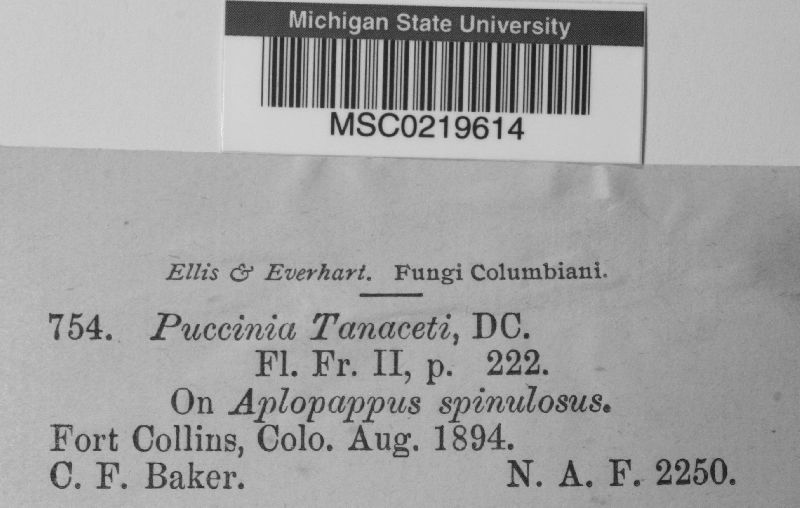 Michigan State University
MSC0219614
Ellis & Everhart. Fungi Columbiani.
754. Puccinia Tanaceti, DC.
Fl. Fr. II, p. 222.
On Aplopappus spinulosus.
Fort Collins, Colo. Aug. 1894.
C. F. Baker. N. A. F. 2250.